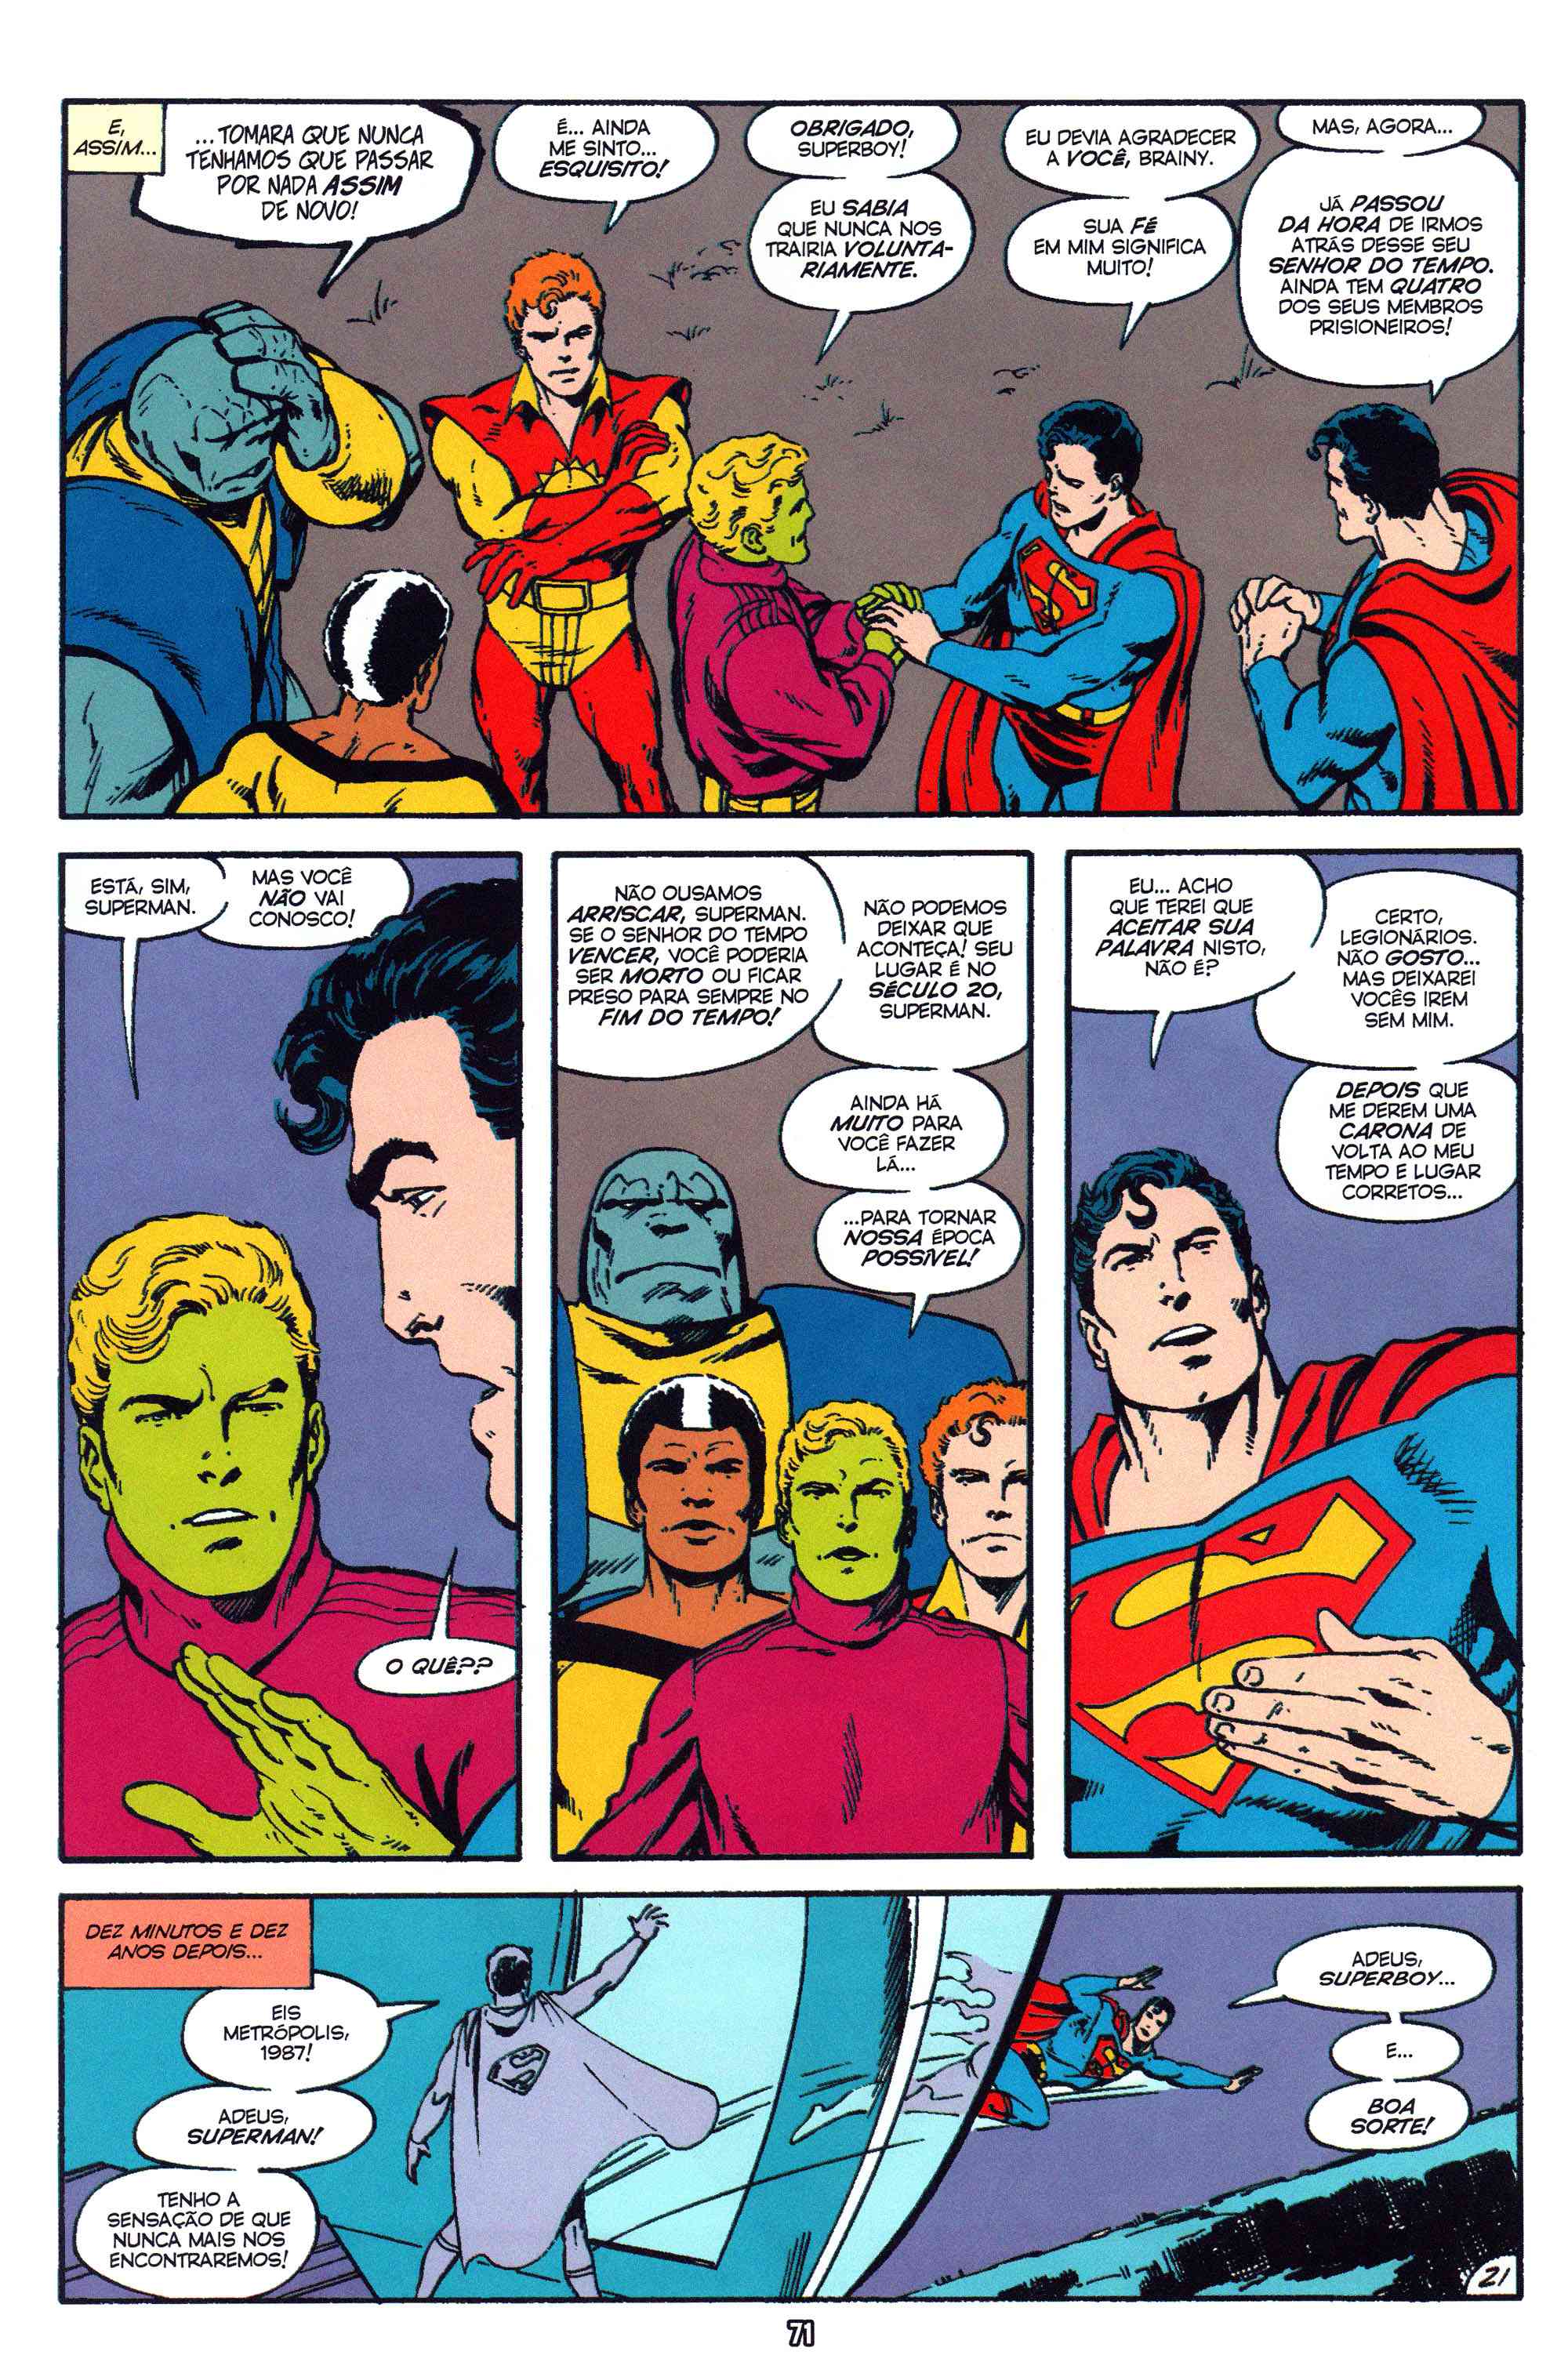 E,
ASSIM...
...TOMARA QUE NUNCA
TENHAMOS QUE PASSAR
POR NADA ASSIM
DE NOVO!
É... AINDA
ME SINTO...
ESQUISITO!
OBRIGADO,
SUPERBOY!
EU SABIA
QUE NUNCA NOS
TRAIRIA VOLUNTA-
RIAMENTE.
EU DEVIA AGRADECER
A VOCÊ, BRAINY.
SUA FÉ
EM MIM SIGNIFICA
MUITO!
MAS, AGORA...
JÁ PASSOU
DA HORA DE IRMOS
ATRÁS DESSE SEU
SENHOR DO TEMPO.
AINDA TEM QUATRO
DOS SEUS MEMBROS
PRISIONEIROS!
ESTÁ, SIM,
SUPERMAN.
MAS VOCÊ
NÃO VAI
CONOSCO!
O QUÊ??
NÃO OUSAMOS
ARRISCAR, SUPERMAN.
SE O SENHOR DO TEMPO
VENCER, VOCÊ PODERIA
SER MORTO OU FICAR
PRESO PARA SEMPRE NO
FIM DO TEMPO!
NÃO PODEMOS
DEIXAR QUE
ACONTEÇA! SEU
LUGAR É NO
SÉCULO 20,
SUPERMAN.
AINDA HÁ
MUITO PARA
VOCÊ FAZER
LÁ...
...PARA TORNAR
NOSSA ÉPOCA
POSSÍVEL!
EU... ACHO
QUE TEREI QUE
ACEITAR SUA
PALAVRA NISTO,
NÃO É?
CERTO,
LEGIONÁRIOS.
NÃO GOSTO...
MAS DEIXAREI
VOCÊS IREM
SEM MIM.
DEPOIS QUE
ME DEREM UMA
CARONA DE
VOLTA AO MEU
TEMPO E LUGAR
CORRETOS...
DEZ MINUTOS E DEZ
ANOS DEPOIS...
EIS
METRÓPOLIS,
1987!
ADEUS,
SUPERMAN!
TENHO A
SENSAÇÃO DE QUE
NUNCA MAIS NOS
ENCONTRAREMOS!
ADEUS,
SUPERBOY...
E...
BOA
SORTE!
21
71